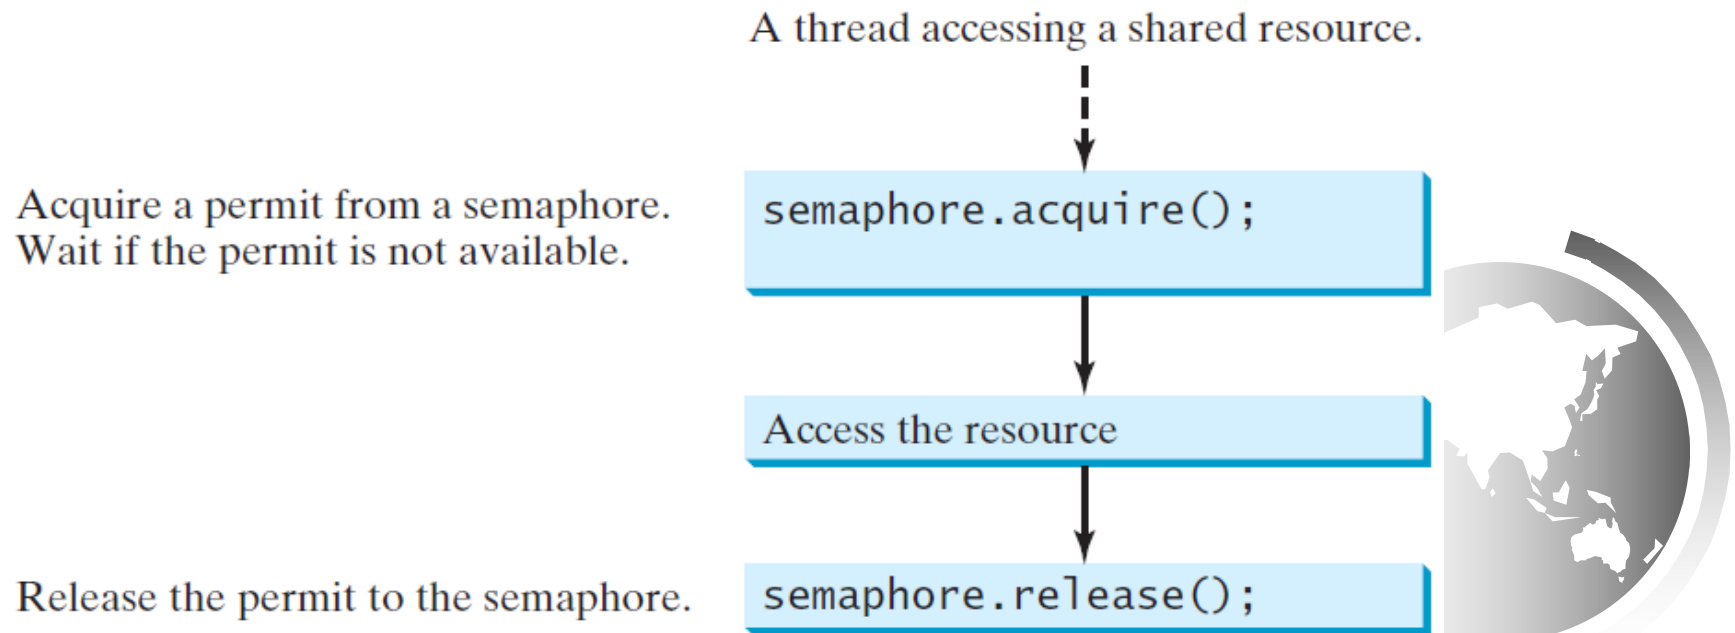 A thread accessing a shared resource.
Acquire a permit from a semaphore.
Wait if the permit is not available.
semaphore.acquire();
Access the resource
Release the permit to the semaphore.
semaphore.release();